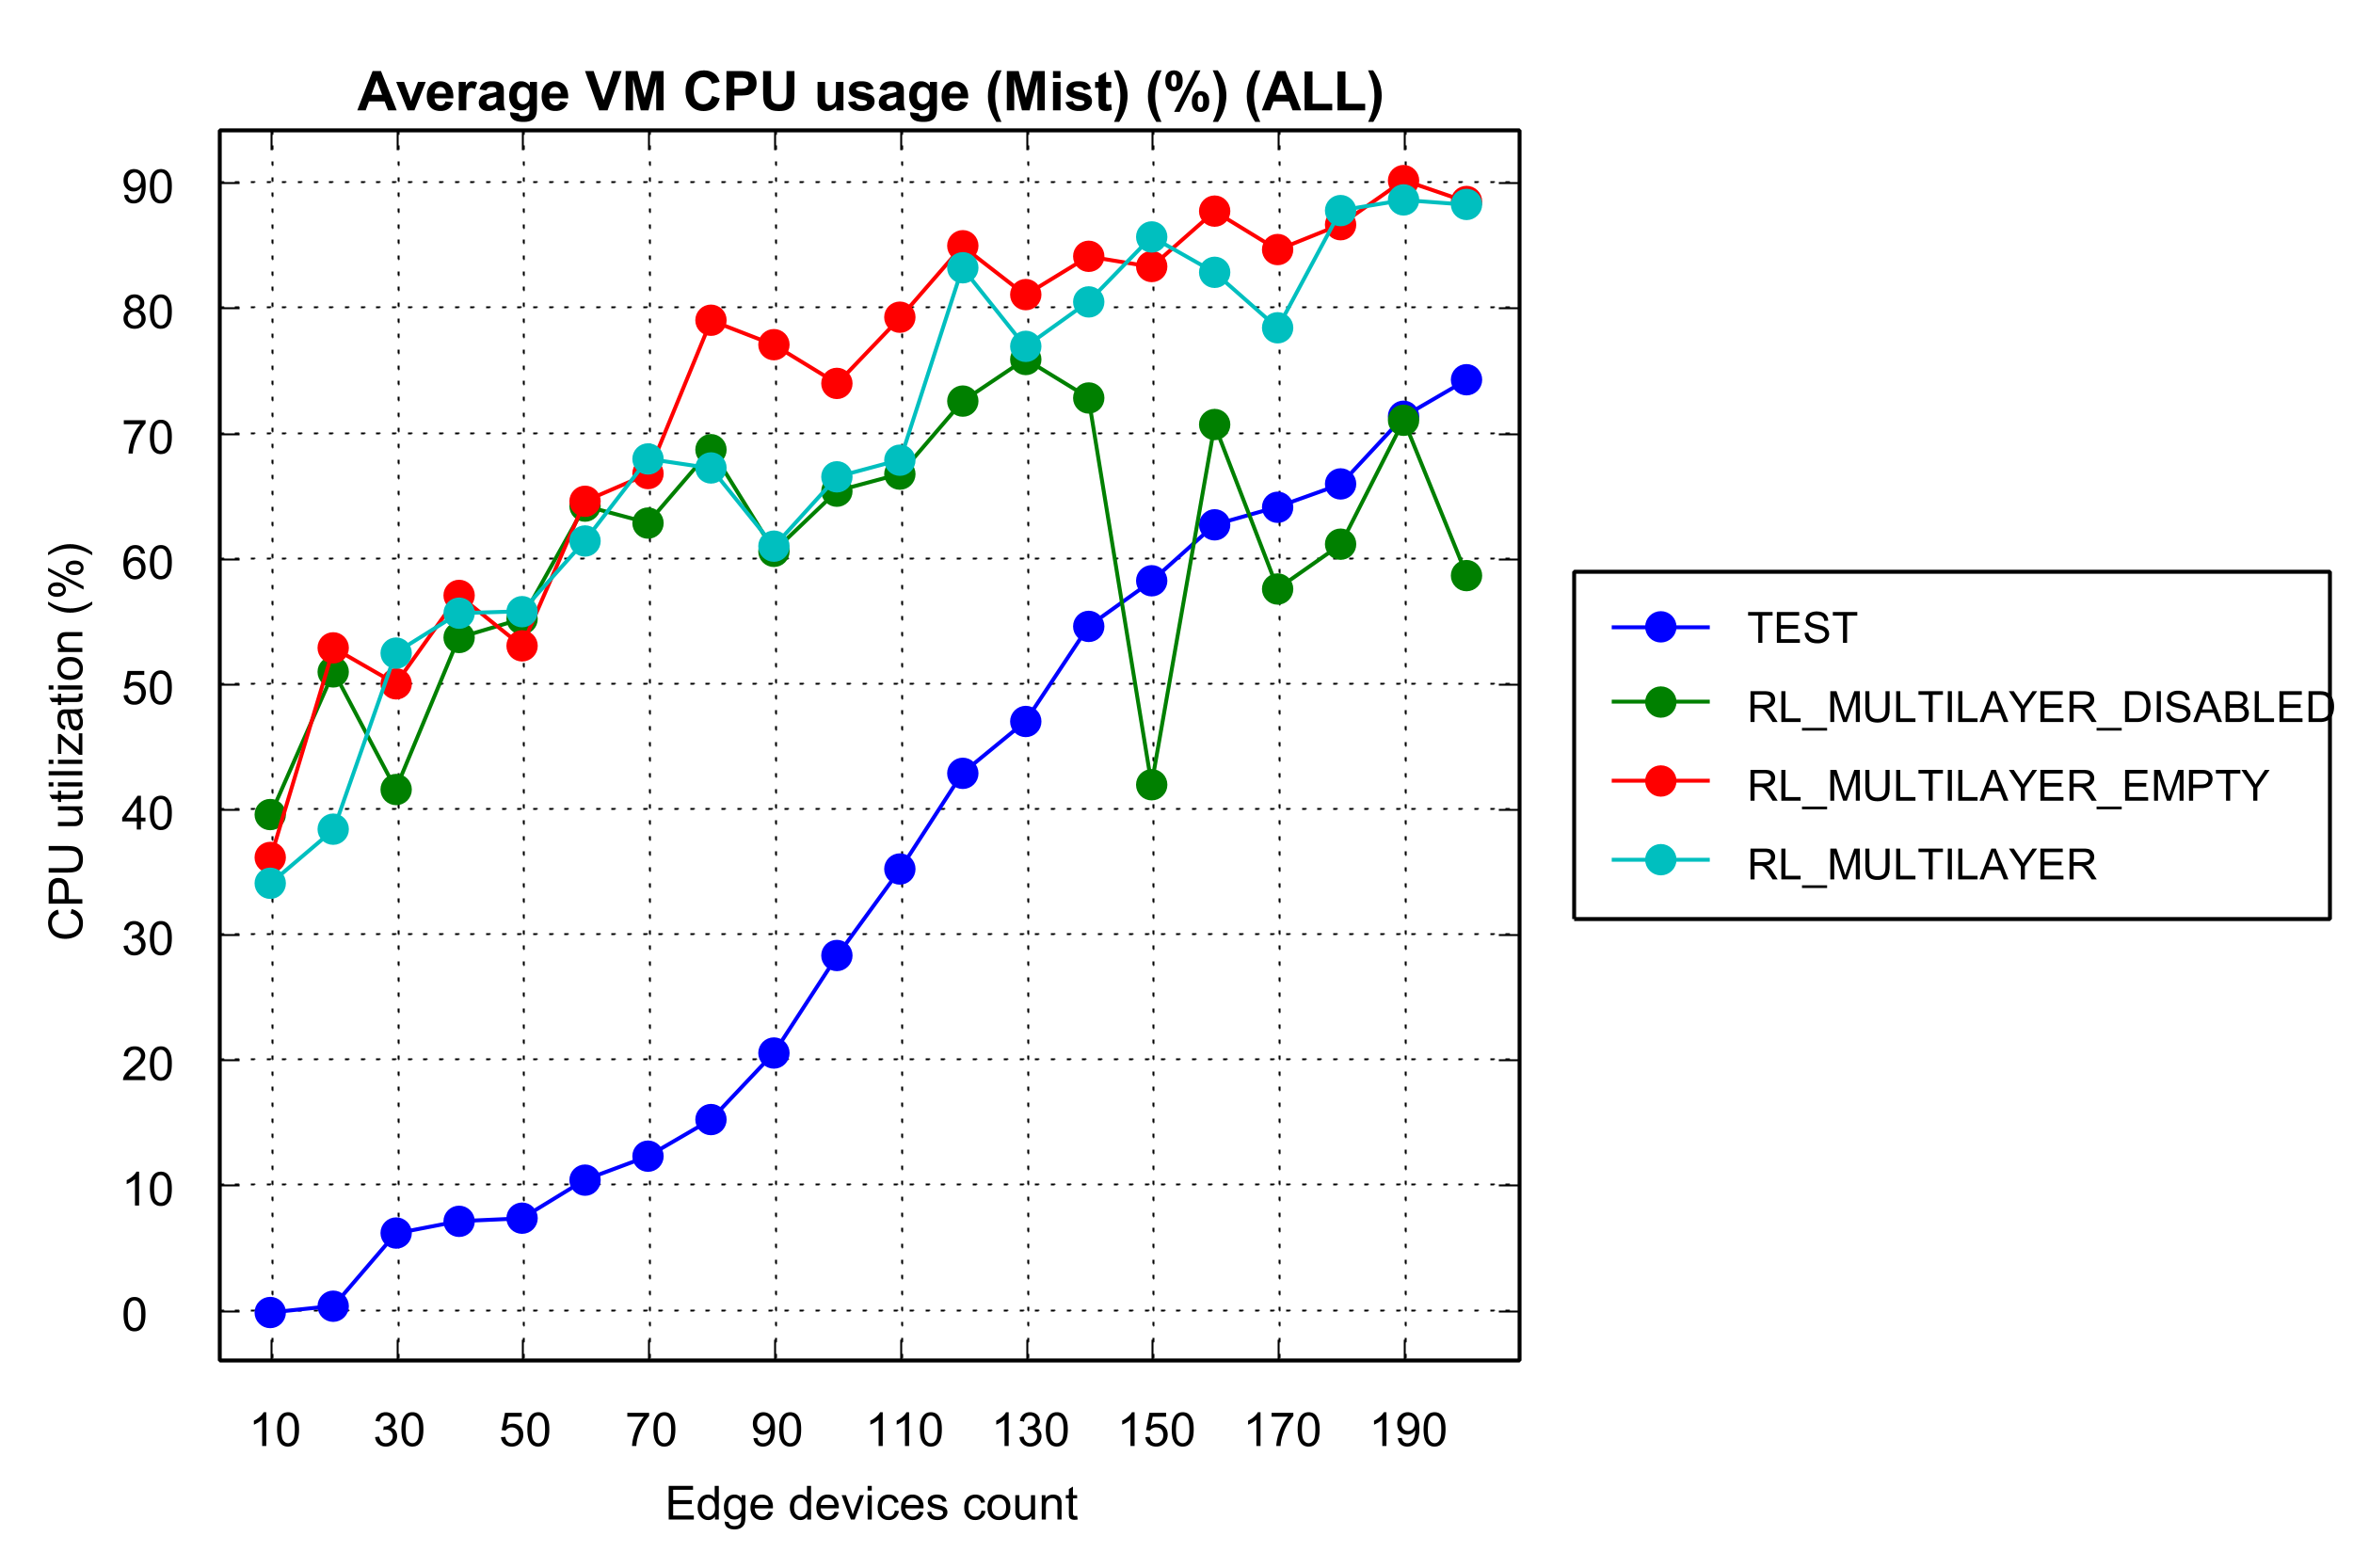 Average VM CPU usage (Mist) (%) (ALL)
90
80
70
60
50
40
30
20
10
0
CPU utilization (%)
10 30 50 70 90 110 130 150 170 190
Edge devices count
TEST
RL_MULTILAYER_DISABLED
RL_MULTILAYER_EMPTY
RL_MULTILAYER